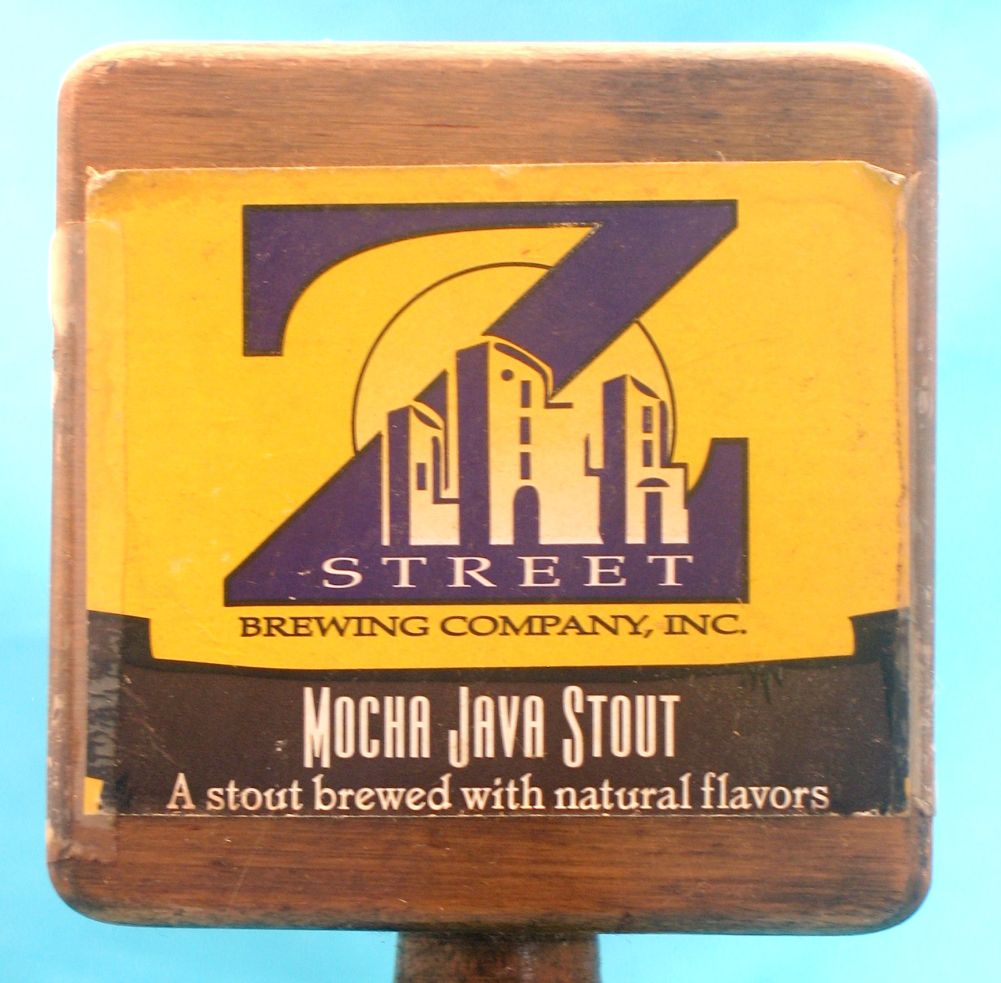 Z
STREET
BREWING COMPANY, INC.
MOCHA JAVA STOUT
A stout brewed with natural flavors